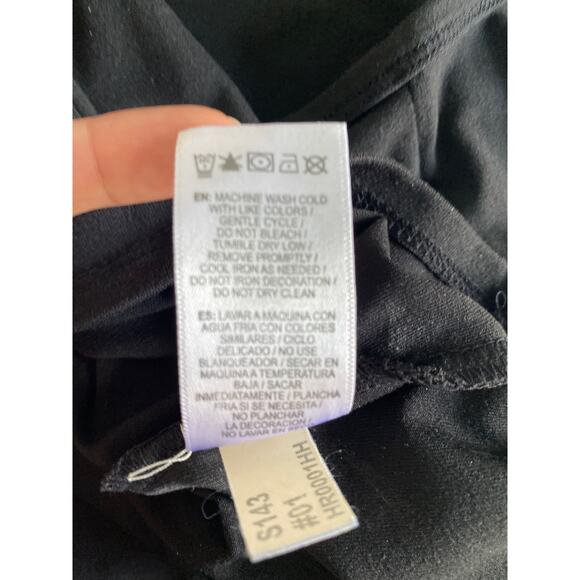 EN: MACHINE WASH COLD
WITH LIKE COLORS /
GENTLE CYCLE /
DO NOT BLEACH /
TUMBLE DRY LOW /
REMOVE PROMPTLY /
COOL IRON AS NEEDED /
DO NOT IRON DECORATION /
DO NOT DRY CLEAN
ES: LAVAR A MAQUINA CON
AGUA FRIA CON COLORES
SIMILARES / CICLO
DELICADO / NO USE
BLANQUEADOR / SECAR EN
MAQUINA A TEMPERATURA
BAJA / SACAR
INMEDIATAMENTE / PLANCHA
FRIA SI SE NECESITA /
NO PLANCHAR
LA DECORACION /
NO LAVAR EN
S143
#01
HR0001HH